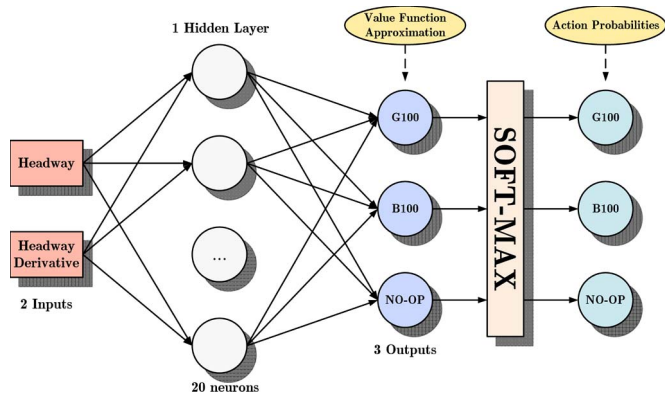 1 Hidden Layer
Value Function
Approximation
Action Probabilities
Headway
Headway
Derivative
2 Inputs
...
20 neurons
G100
B100
NO-OP
3 Outputs
SOFT-MAX
G100
B100
NO-OP